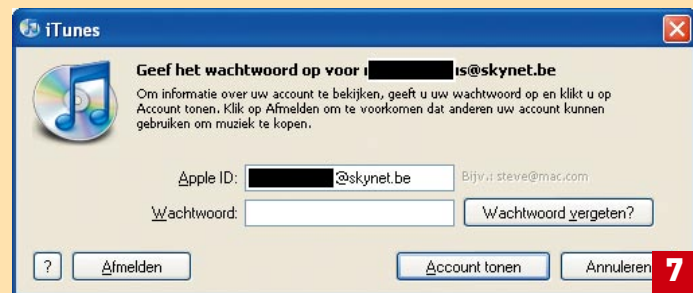 iTunes
Geef het wachtwoord op voor is@skynet.be
Om informatie over uw account te bekijken, geeft u uw wachtwoord op en klikt u op
Account tonen. Klik op Afmelden om te voorkomen dat anderen uw account kunnen
gebruiken om muziek te kopen.
Apple ID: @skynet.be Bijv.: steve@mac.com
Wachtwoord: Wachtwoord vergeten?
? Afmelden Account tonen Annuleren 7